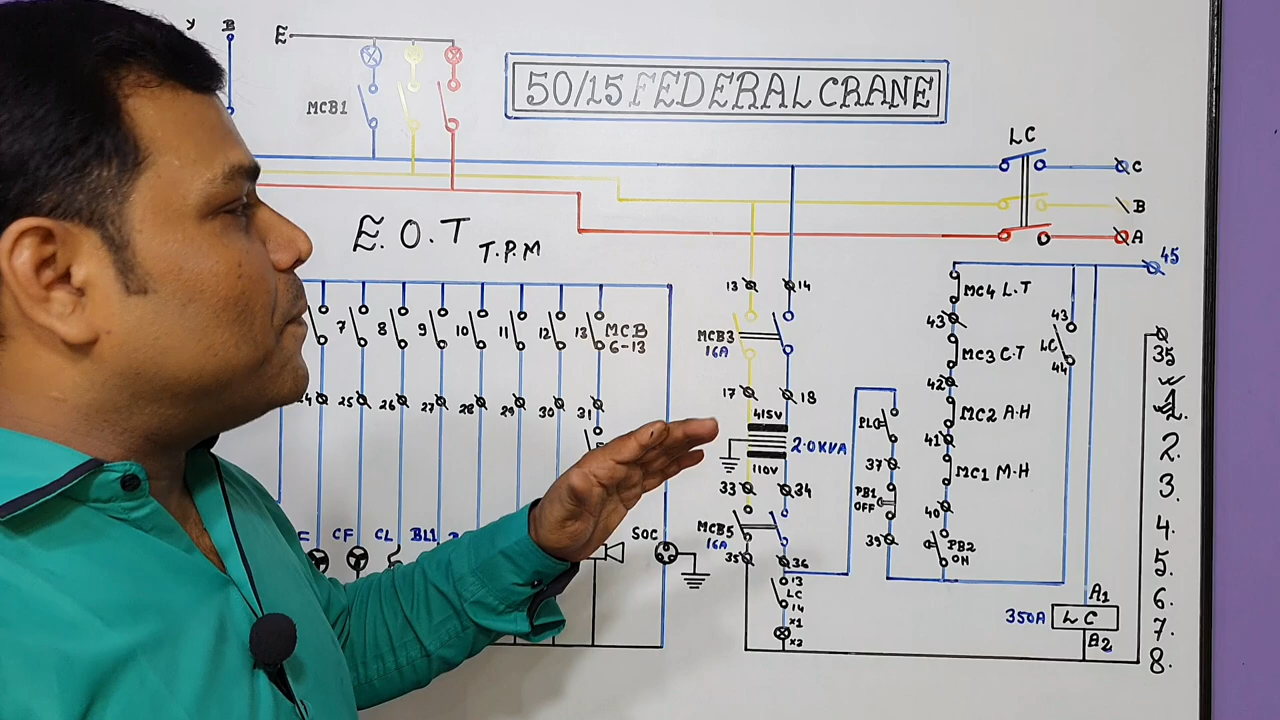 Y B
E
MCB1
50/15 FEDERAL CRANE
LC
C
B
A
E.O.T
T.P.M
45
13 14
MCB3
16A
17 18
415V
2.0KVA
110V
33 34
MCB5
16A
35 36
13
LC
14
X1
X2
7 8 9 10 11 12 13 MCB
6-13
24 25 26 27 28 29 30 31
CF CL BL1
SOC
PL
37
PB1
OFF
39
MC4 L.T
43
MC3 C.T
42
MC2 A.H
41
MC1 M.H
40
PB2
ON
43
LC
44
350A
A1
LC
35
1.
2.
3.
4.
5.
6.
7.
8.